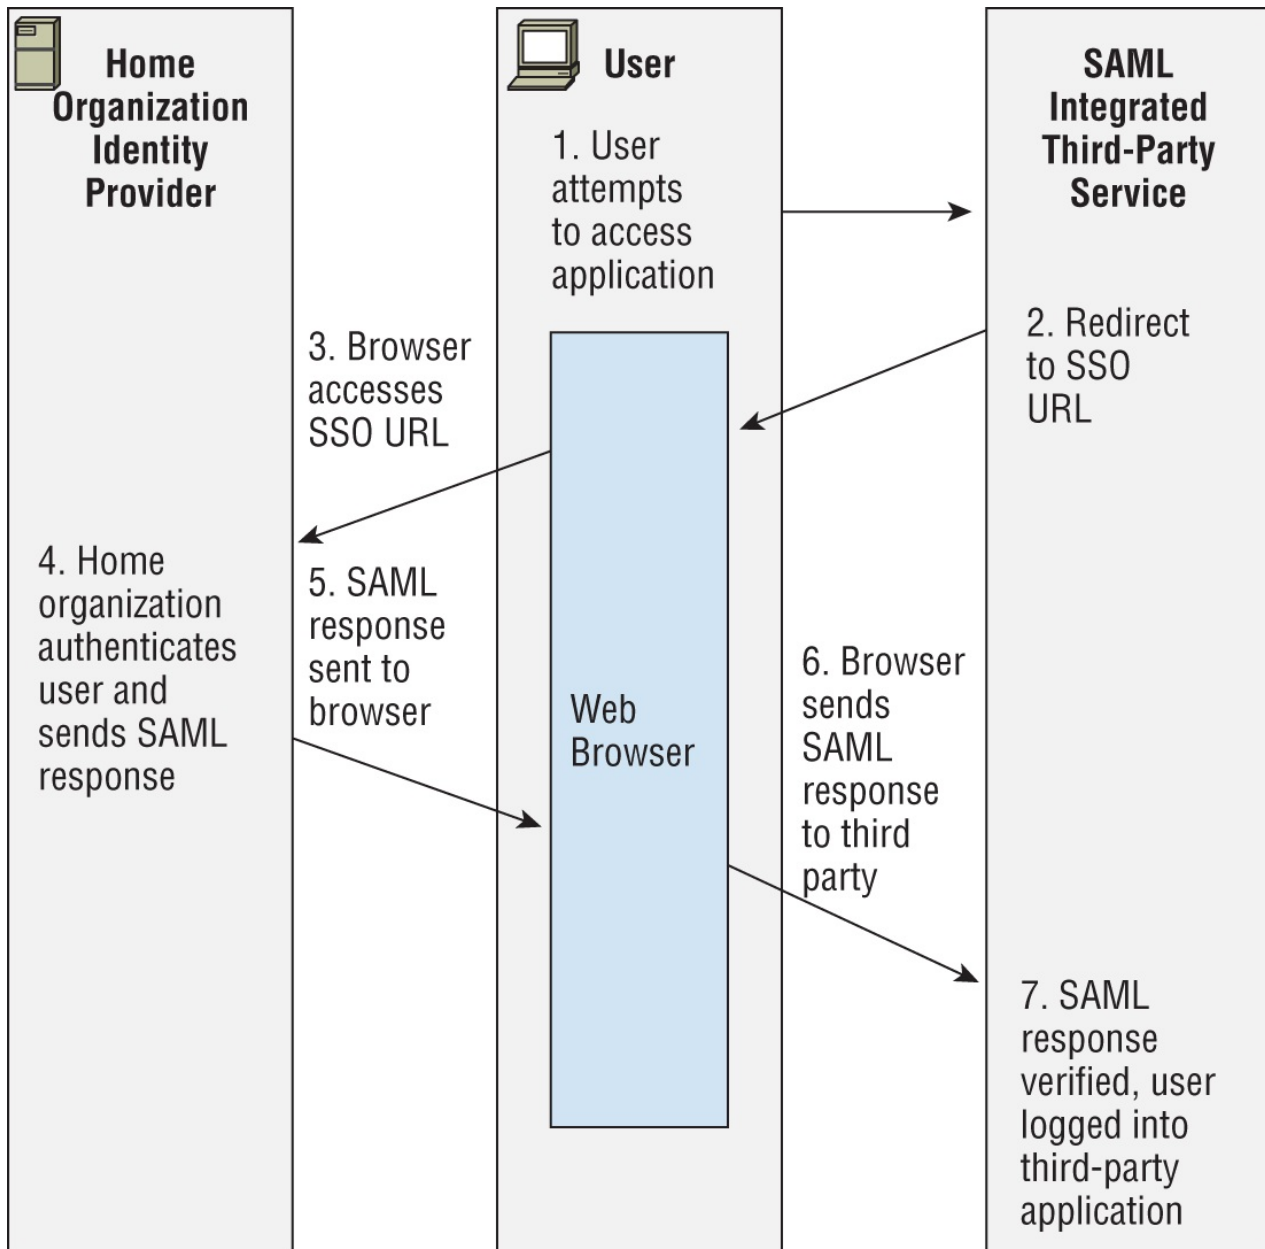 Home
Organization
Identity
Provider
User
SAML
Integrated
Third-Party
Service
1. User
attempts
to access
application
2. Redirect
to SSO
URL
3. Browser
accesses
SSO URL
4. Home
organization
authenticates
user and
sends SAML
response
5. SAML
response
sent to
browser
Web
Browser
6. Browser
sends
SAML
response
to third
party
7. SAML
response
verified, user
logged into
third-party
application